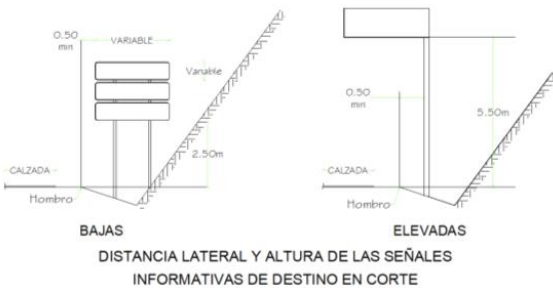 0.50
min
VARIABLE
Variable
2.50m
CALZADA
Hombro
BAJAS
0.50
min
5.50m
CALZADA
Hombro
ELEVADAS
DISTANCIA LATERAL Y ALTURA DE LAS SEÑALES
INFORMATIVAS DE DESTINO EN CORTE